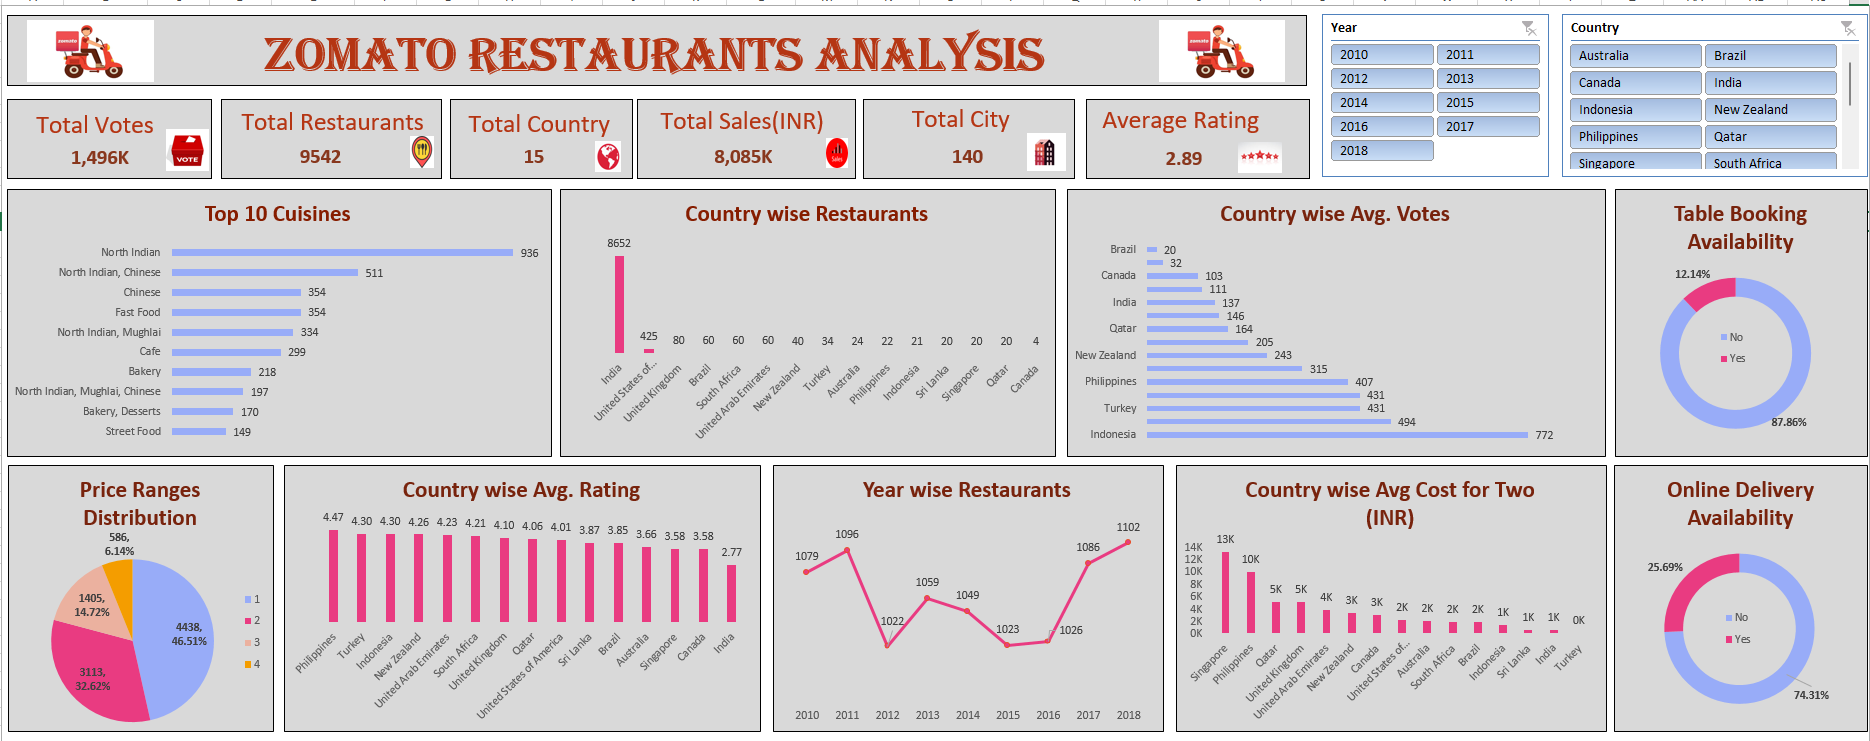 ZOMATO RESTAURANTS ANALYSIS
zomato
zomato
Year
2010 2011
2012 2013
2014 2015
2016 2017
2018
Country
Australia Brazil
Canada India
Indonesia New Zealand
Philippines Qatar
Singapore South Africa
Total Votes
1,496K
VOTE
Total Restaurants
9542
Total Country
15
Total Sales(INR)
8,085K
Sales
Total City
140
Average Rating
2.89
Top 10 Cuisines
North Indian 936
North Indian, Chinese 511
Chinese 354
Fast Food 354
North Indian, Mughlai 334
Cafe 299
Bakery 218
North Indian, Mughlai, Chinese 197
Bakery, Desserts 170
Street Food 149
Country wise Restaurants
8652 425 80 60 60 60 40 34 24 22 21 20 20 20 4
India
United States of...
United Kingdom
Brazil
South Africa
United Arab Emirates
New Zealand
Turkey
Australia
Philippines
Indonesia
Sri Lanka
Singapore
Qatar
Canada
Country wise Avg. Votes
Brazil 20
32
Canada 103
111
India 137
146
Qatar 164
205
New Zealand 243
315
Philippines 407
431
Turkey 431
494
Indonesia 772
Table Booking
Availability
12.14%
No
Yes
87.86%
Price Ranges
Distribution
586,
6.14%
1405,
14.72%
4438,
46.51%
3113,
32.62%
1
2
3
4
Country wise Avg. Rating
4.47 4.30 4.30 4.26 4.23 4.21 4.10 4.06 4.01 3.87 3.85 3.66 3.58 3.58 2.77
Philippines
Turkey
Indonesia
New Zealand
United Arab Emirates
South Africa
United Kingdom
Qatar
United States of America
Sri Lanka
Brazil
Australia
Singapore
Canada
India
Year wise Restaurants
1079 1096 1022 1059 1049 1023 1026 1086 1102
2010 2011 2012 2013 2014 2015 2016 2017 2018
Country wise Avg Cost for Two
(INR)
14K
12K
10K
8K
6K
4K
2K
0K
13K 10K 5K 5K 4K 3K 3K 2K 2K 2K 2K 1K 1K 1K 0K
Singapore
Philippines
Qatar
United Kingdom
United Arab Emirates
New Zealand
Canada
United States of...
Australia
South Africa
Brazil
Indonesia
Sri Lanka
India
Turkey
Online Delivery
Availability
25.69%
No
Yes
74.31%